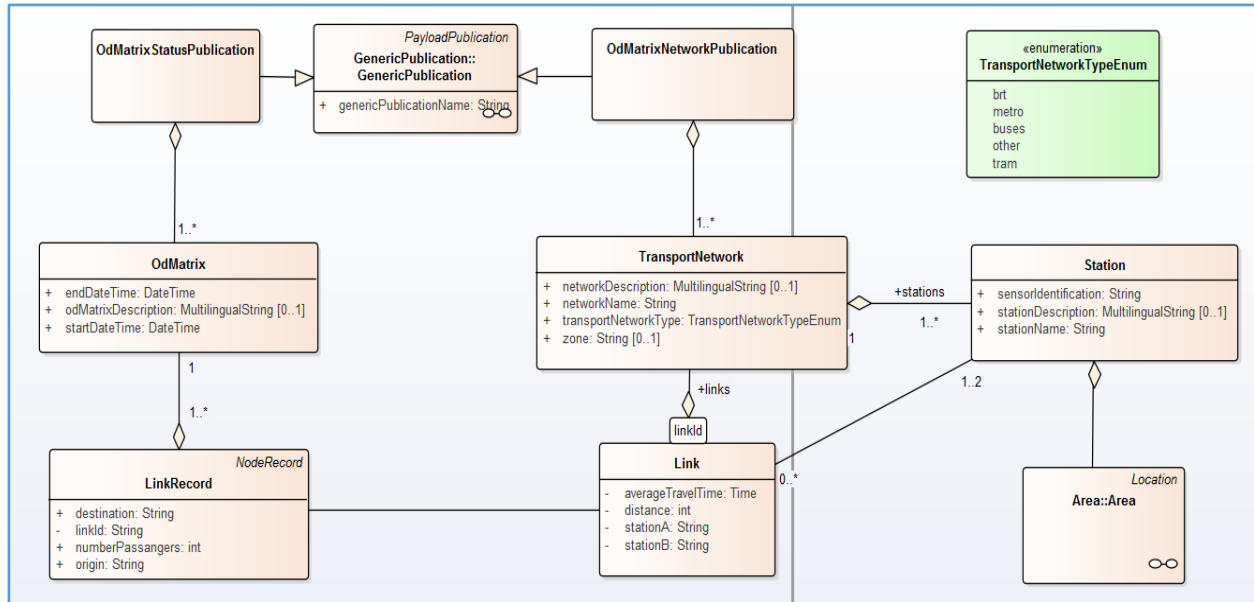 OdMatrixStatusPublication
PayloadPublication
GenericPublication::
GenericPublication
+ genericPublicationName: String
OdMatrixNetworkPublication
«enumeration»
TransportNetworkTypeEnum
brt
metro
buses
other
tram
1..*
1..*
OdMatrix
+ endDateTime: DateTime
+ odMatrixDescription: MultilingualString [0..1]
+ startDateTime: DateTime
TransportNetwork
+ networkDescription: MultilingualString [0..1]
+ networkName: String
+ transportNetworkType: TransportNetworkTypeEnum
+ zone: String [0..1]
+stations
1..*
1
Station
+ sensorIdentification: String
+ stationDescription: MultilingualString [0..1]
+ stationName: String
1
1..*
+links
linkId
1..2
0..*
NodeRecord
LinkRecord
+ destination: String
- linkId: String
+ numberPassangers: int
+ origin: String
Link
- averageTravelTime: Time
- distance: int
- stationA: String
- stationB: String
Location
Area::Area